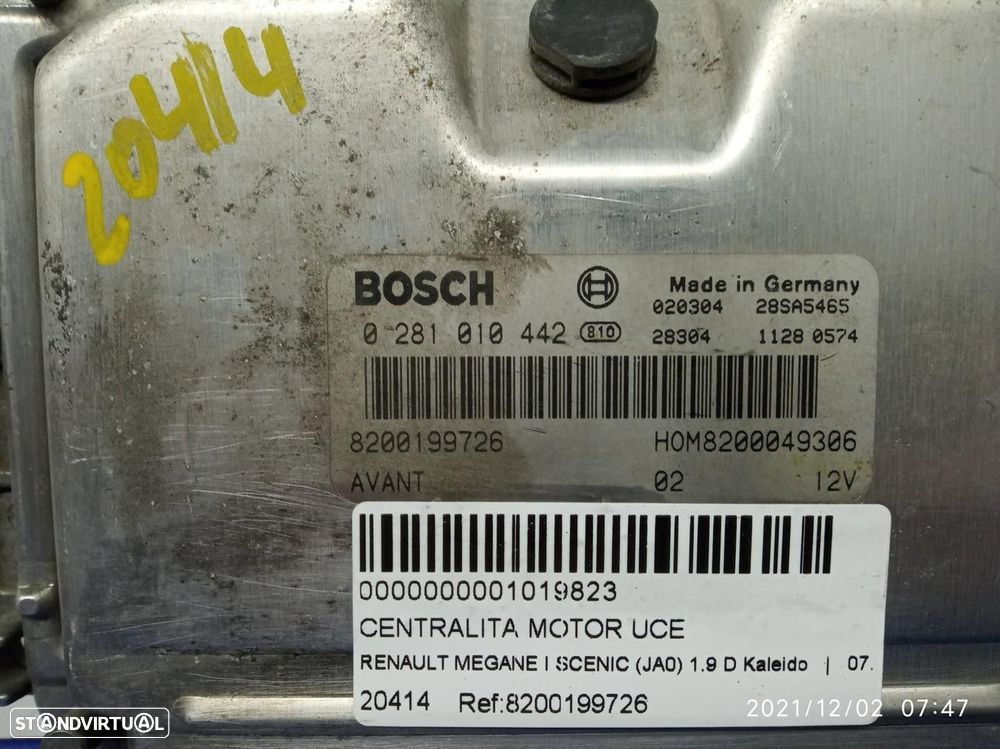 20414
BOSCH
Made in Germany
020304 28SA5465
0 281 010 442 810
28304 1128 0574
8200199726 HOM8200049306
AVANT 02 12V
0000000001019823
CENTRALITA MOTOR UCE
RENAULT MEGANE I SCENIC (JA0) 1.9 D Kaleido | 07.
20414 Ref:8200199726
STANDVIRTUAL
2021/12/02 07:47